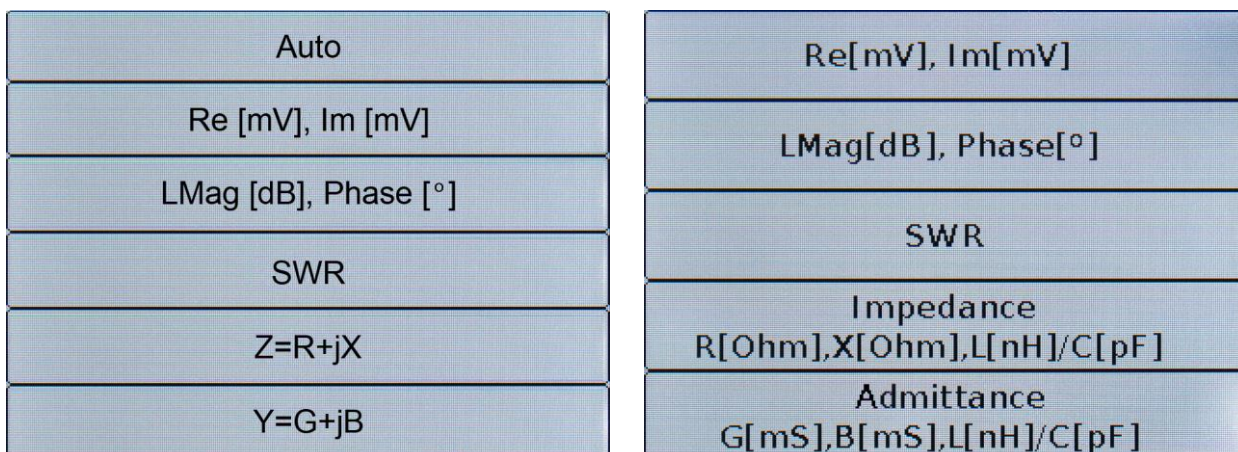 Auto
Re [mV], Im [mV]
LMag [dB], Phase [°]
SWR
Z=R+jX
Y=G+jB
Re[mV], Im[mV]
LMag[dB], Phase[º]
SWR
Impedance
R[Ohm],X[Ohm],L[nH]/C[pF]
Admittance
G[mS],B[mS],L[nH]/C[pF]